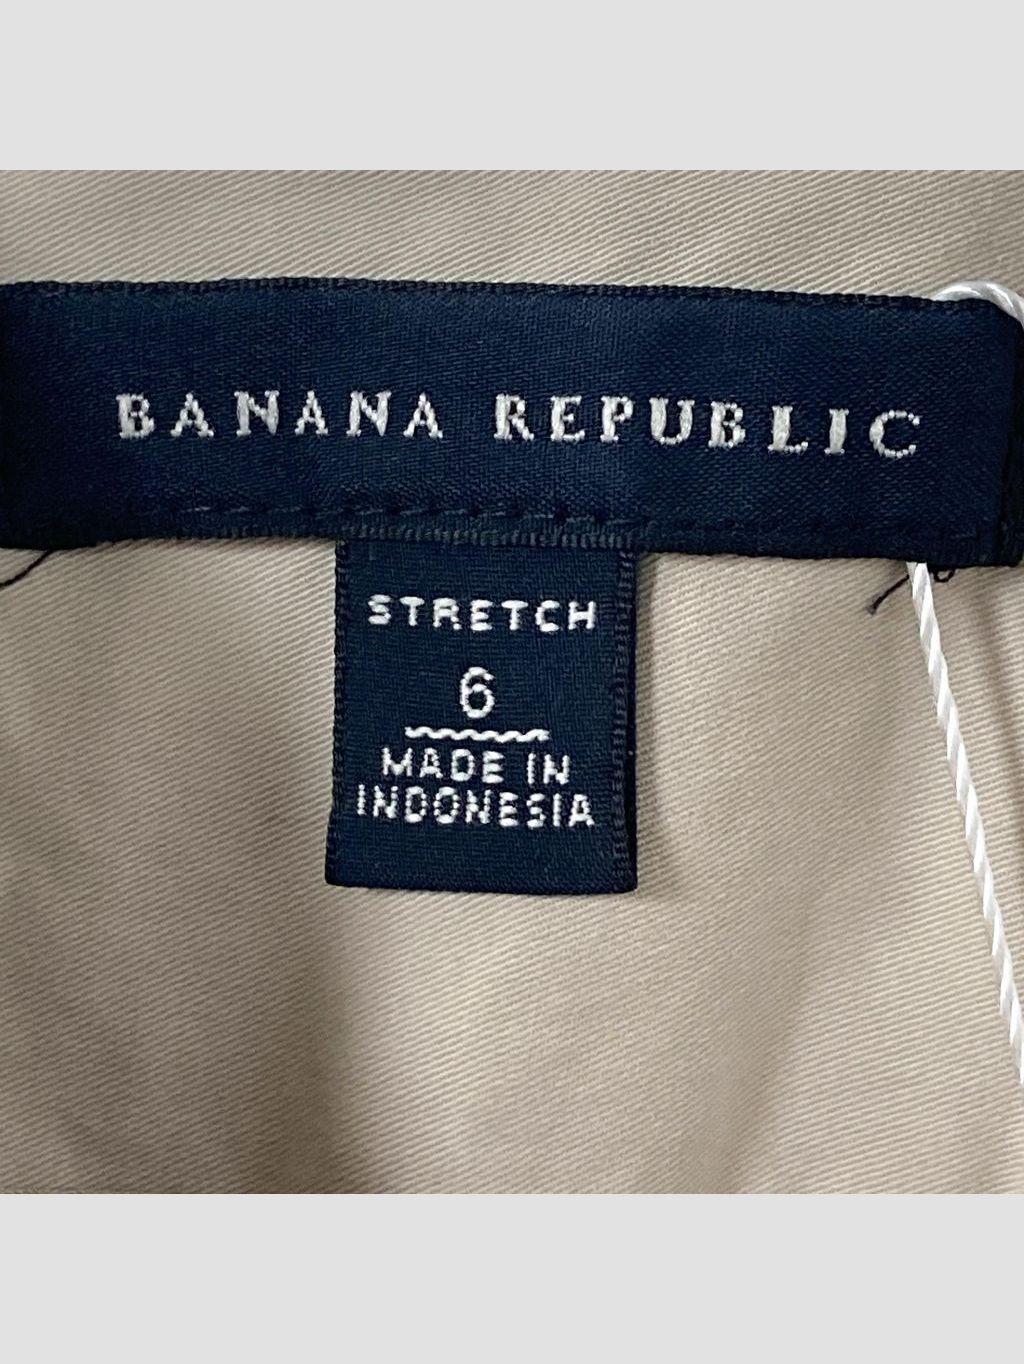 BANANA REPUBLIC
STRETCH
6
MADE IN
INDONESIA